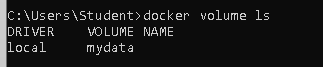 C:\Users\Student>docker volume ls
DRIVER    VOLUME NAME
local     mydata